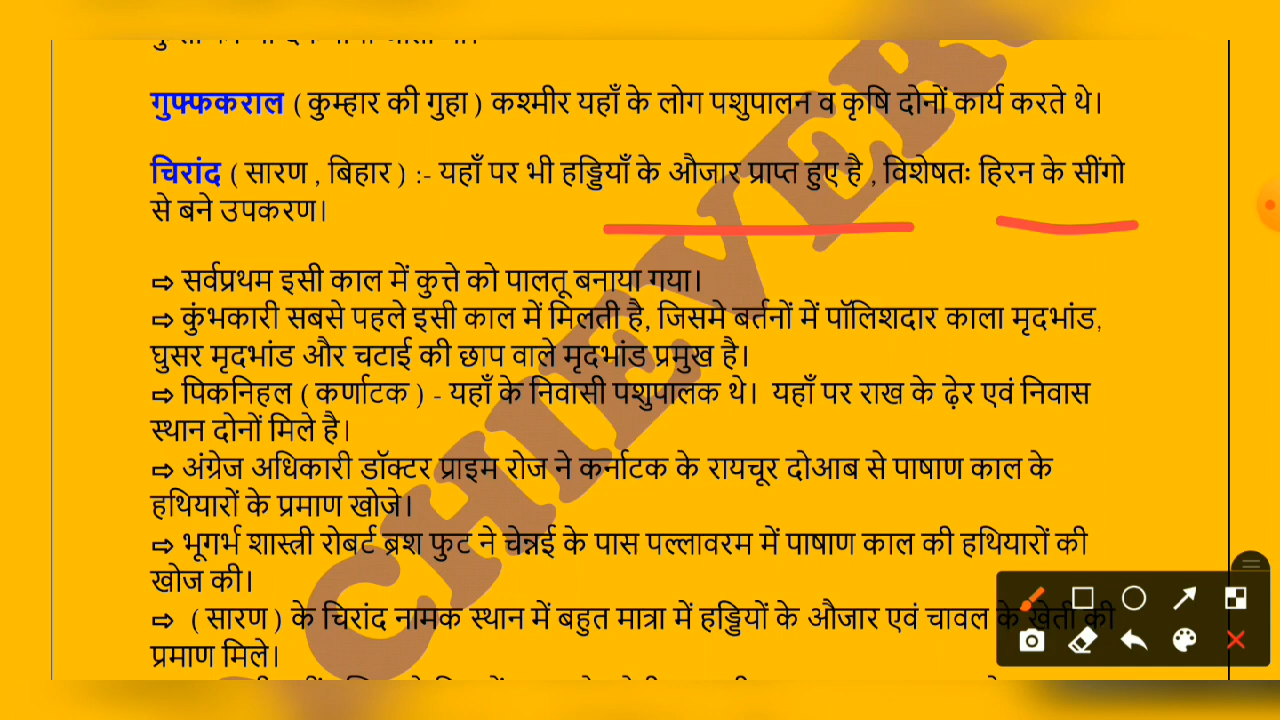 गुफ्फकराल ( कुम्हार की गुहा ) कश्मीर यहाँ के लोग पशुपालन व कृषि दोनों कार्य करते थे।
चिरांद ( सारण , बिहार ) :- यहाँ पर भी हड्डियाँ के औजार प्राप्त हुए है , विशेषतः हिरन के सींगो
से बने उपकरण।
⇨ सर्वप्रथम इसी काल में कुत्ते को पालतू बनाया गया।
⇨ कुंभकारी सबसे पहले इसी काल में मिलती है, जिसमे बर्तनों में पॉलिशदार काला मृदभांड,
घुसर मृदभांड और चटाई की छाप वाले मृदभांड प्रमुख है।
⇨ पिकनिहल ( कर्णाटक ) - यहाँ के निवासी पशुपालक थे। यहाँ पर राख के ढ़ेर एवं निवास
स्थान दोनों मिले है।
⇨ अंग्रेज अधिकारी डॉक्टर प्राइम रोज ने कर्नाटक के रायचूर दोआब से पाषाण काल के
हथियारों के प्रमाण खोजे।
⇨ भूगर्भ शास्त्री रोबर्ट ब्रश फुट ने चेन्नई के पास पल्लावरम में पाषाण काल की हथियारों की
खोज की।
⇨ ( सारण ) के चिरांद नामक स्थान में बहुत मात्रा में हड्डियों के औजार एवं चावल के खेती की
प्रमाण मिले।
CHIEVER